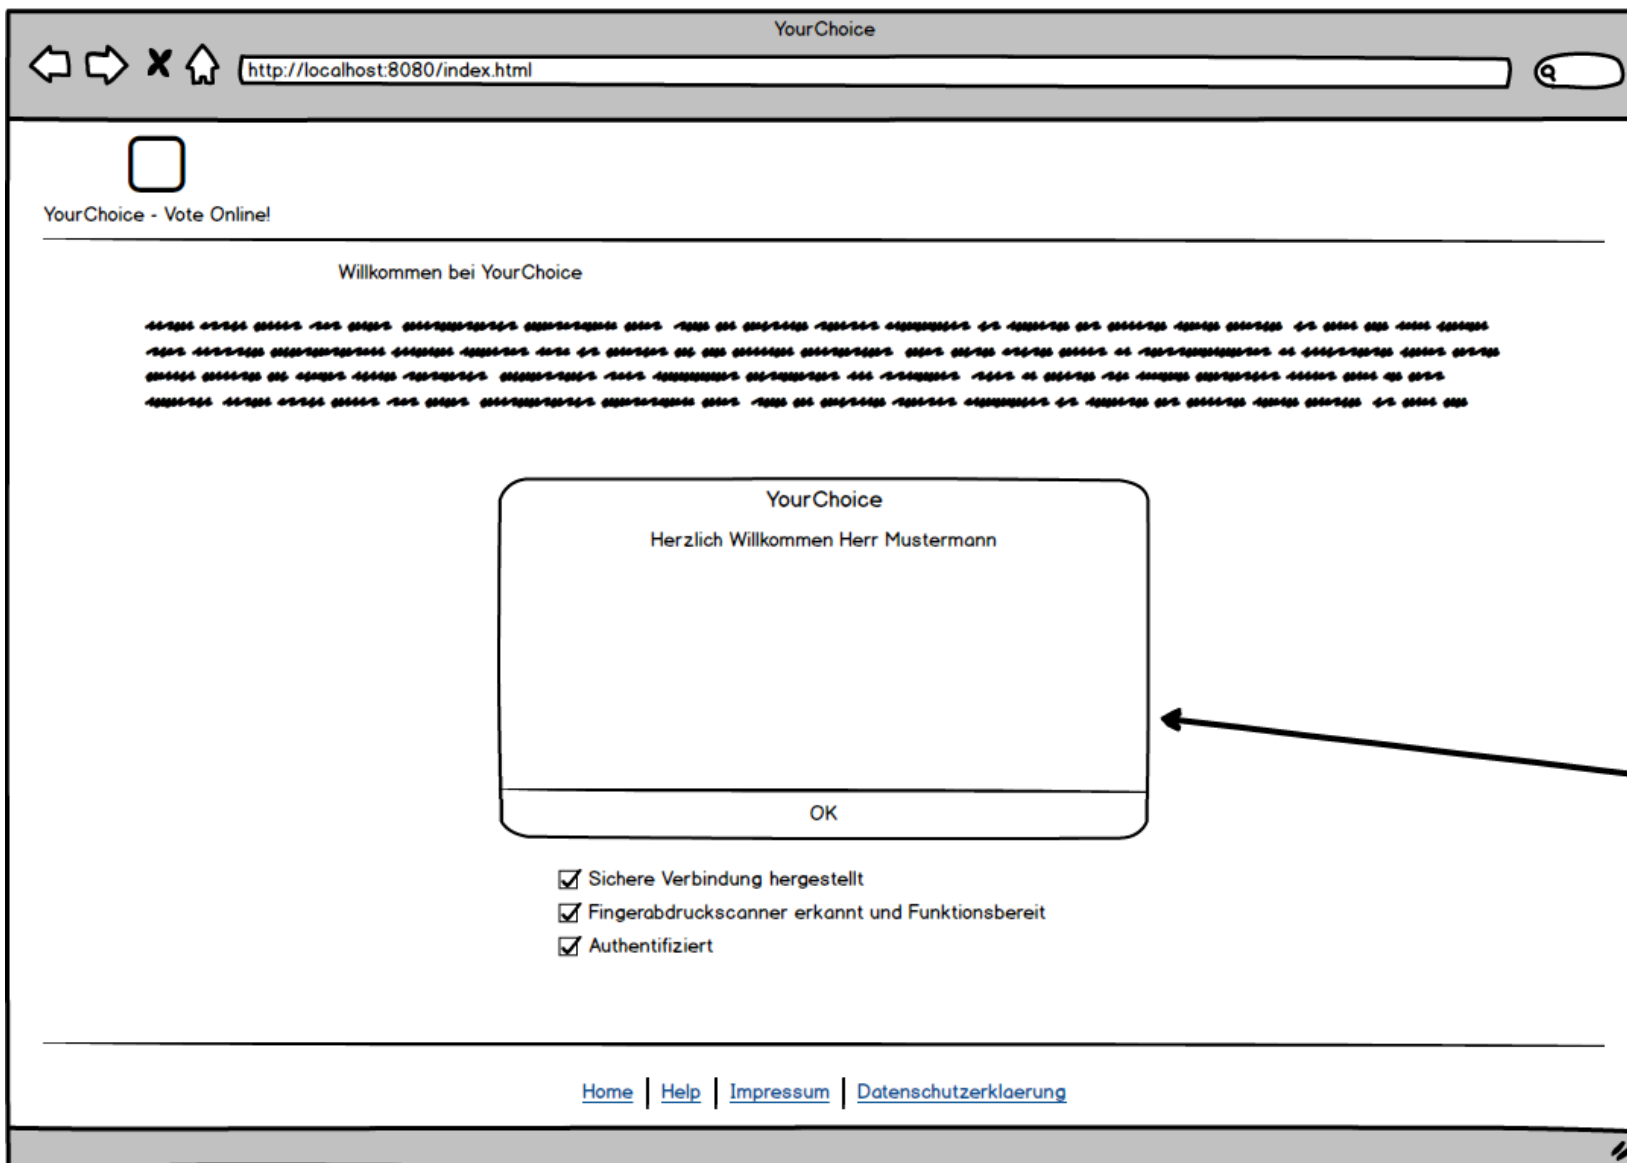 YourChoice
http://localhost:8080/index.html
YourChoice - Vote Online!
Willkommen bei YourChoice
YourChoice
Herzlich Willkommen Herr Mustermann
OK
Sichere Verbindung hergestellt
Fingerabdruckscanner erkannt und Funktionsbereit
Authentifiziert
Home Help Impressum Datenschutzerklaerung